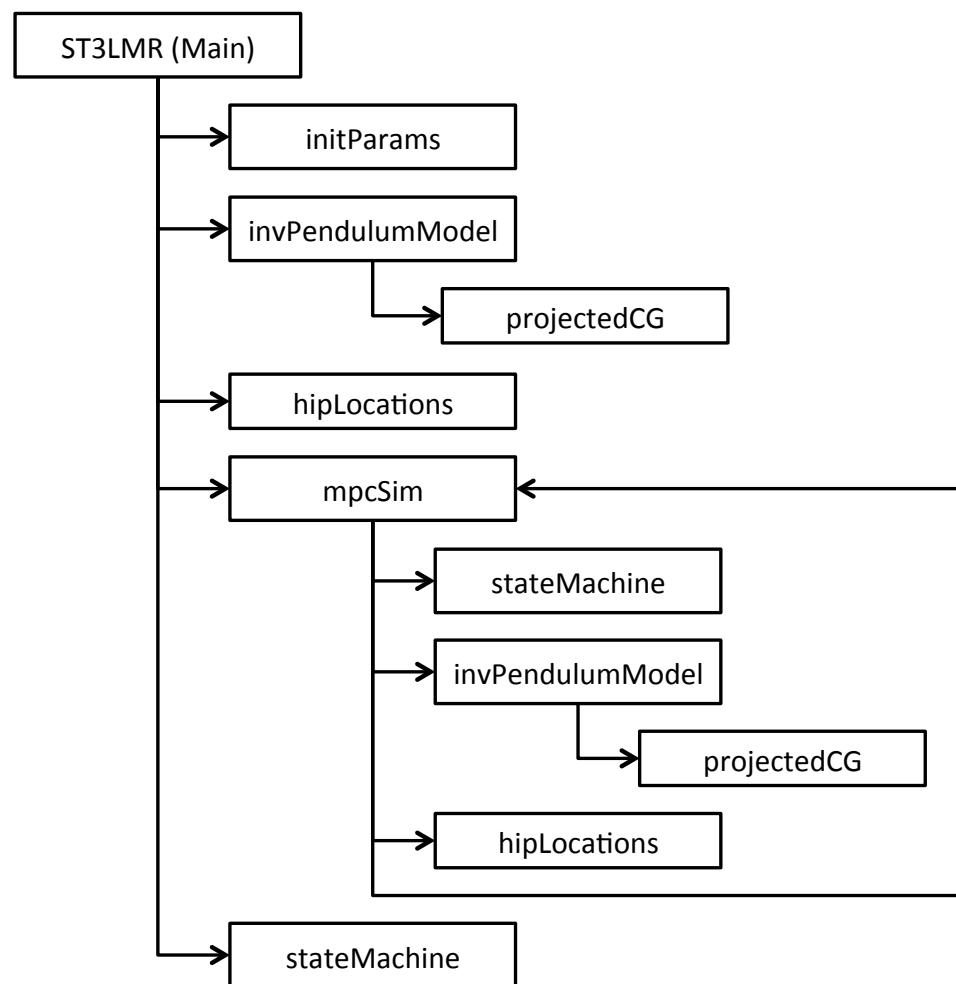 ST3LMR (Main)
initParams
invPendulumModel
projectedCG
hipLocations
mpcSim
stateMachine
invPendulumModel
projectedCG
hipLocations
stateMachine